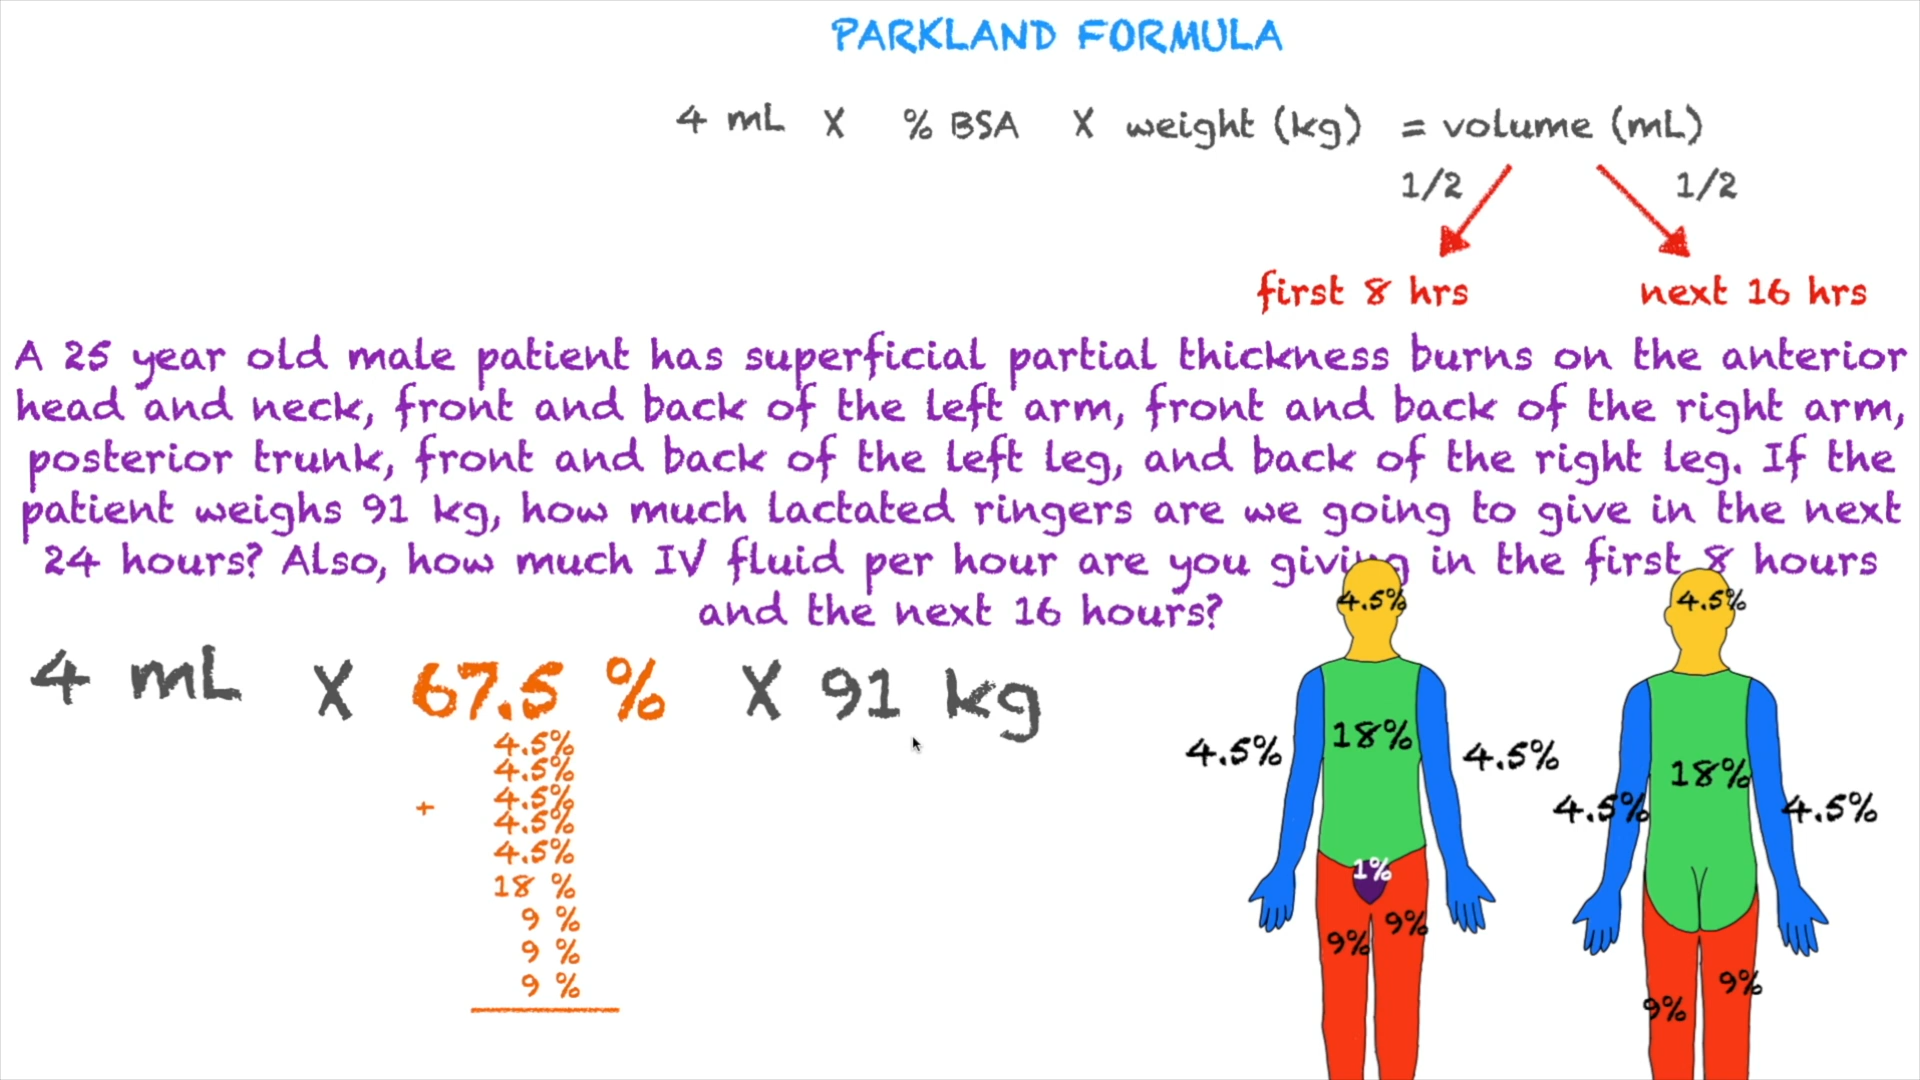 PARKLAND FORMULA
4 mL X % BSA X weight (kg) = volume (mL)
1/2 1/2
first 8 hrs next 16 hrs
A 25 year old male patient has superficial partial thickness burns on the anterior
head and neck, front and back of the left arm, front and back of the right arm,
posterior trunk, front and back of the left leg, and back of the right leg. If the
patient weighs 91 kg, how much lactated ringers are we going to give in the next
24 hours? Also, how much IV fluid per hour are you giving in the first 8 hours
and the next 16 hours?
4 mL X 67.5 % X 91 kg
4.5%
4.5%
+ 4.5%
4.5%
4.5%
18 %
9 %
9 %
9 %
4.5%
18%
4.5% 4.5%
1%
9% 9%
4.5%
18%
4.5% 4.5%
9% 9%